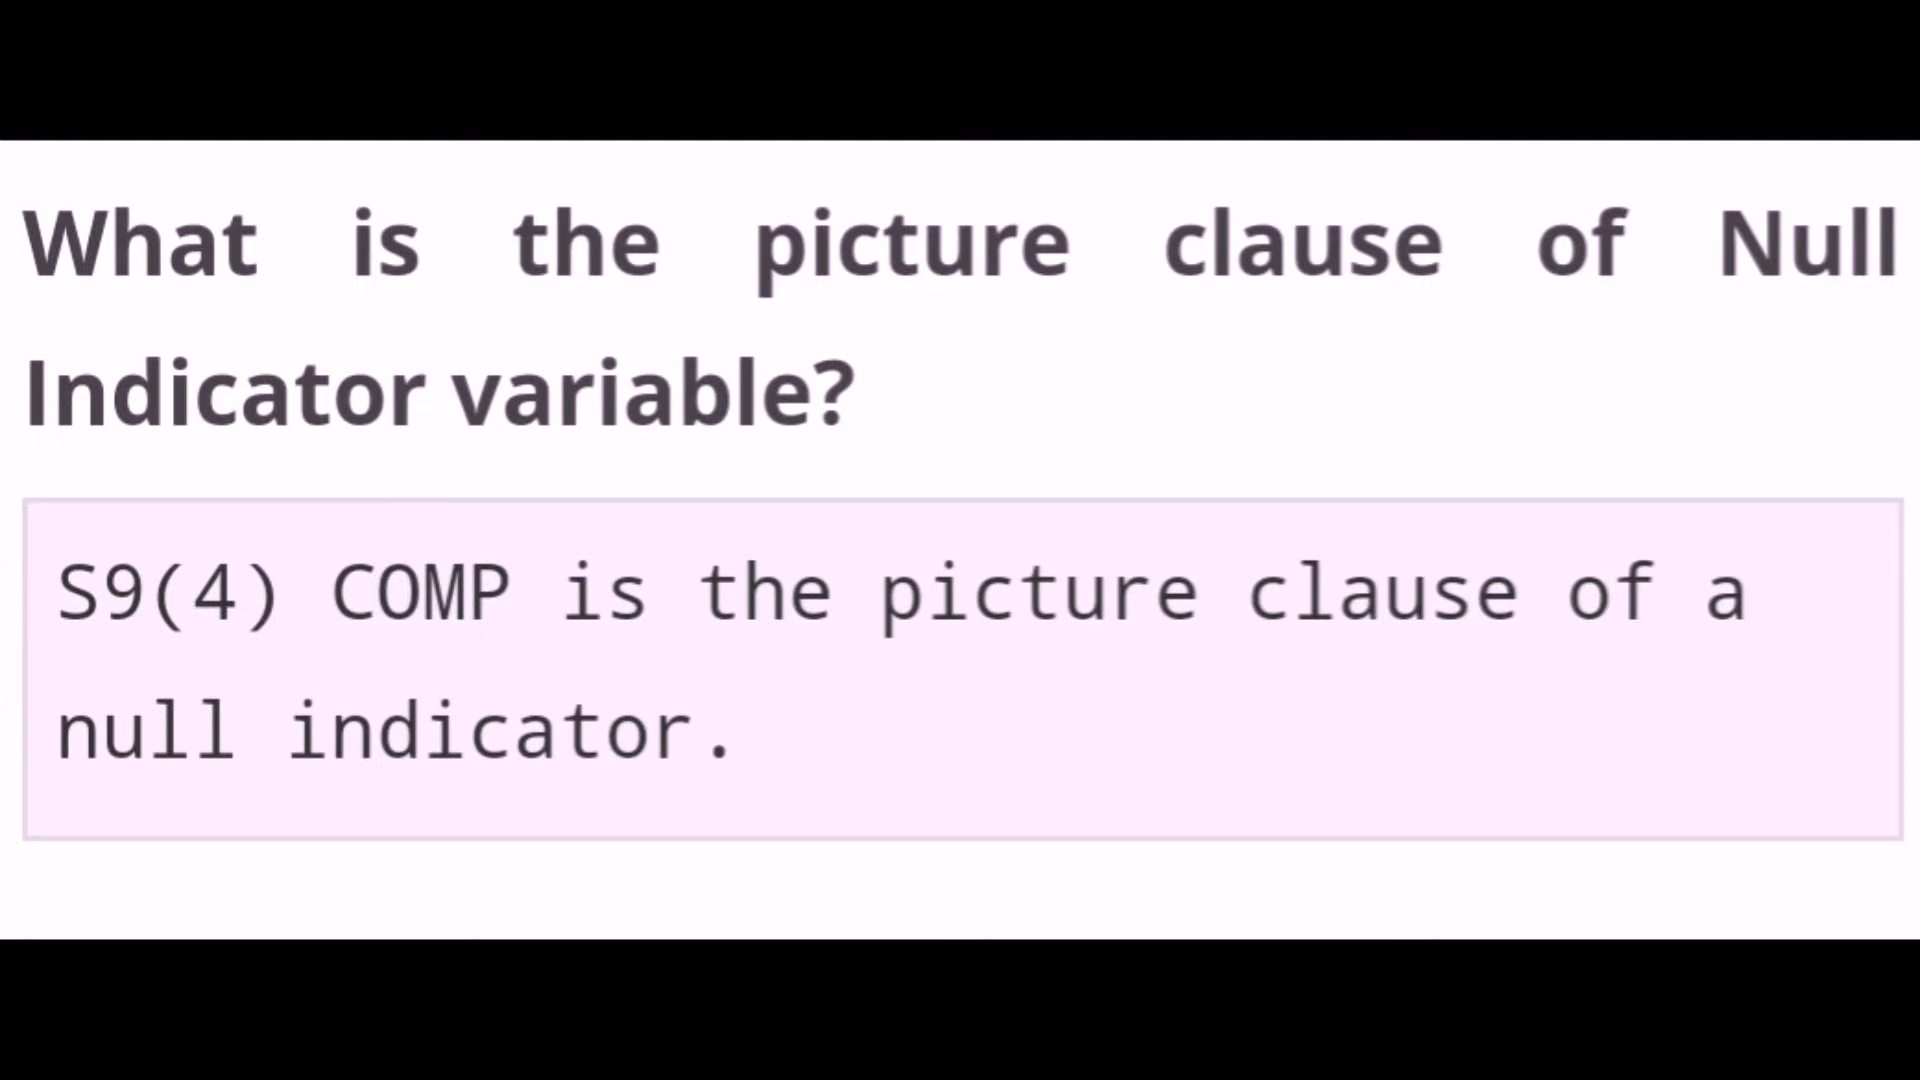 What is the picture clause of Null
Indicator variable?
S9(4) COMP is the picture clause of a
null indicator.